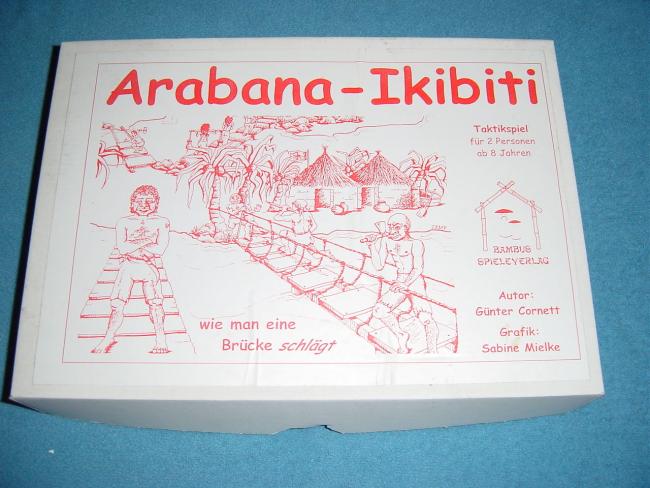 Arabana-Ikibiti
Taktikspiel
für 2 Personen
ab 8 Jahren
BAMBUS
SPIELEVERLAG
Autor:
Günter Cornett
Grafik:
Sabine Mielke
wie man eine
Brücke schlägt